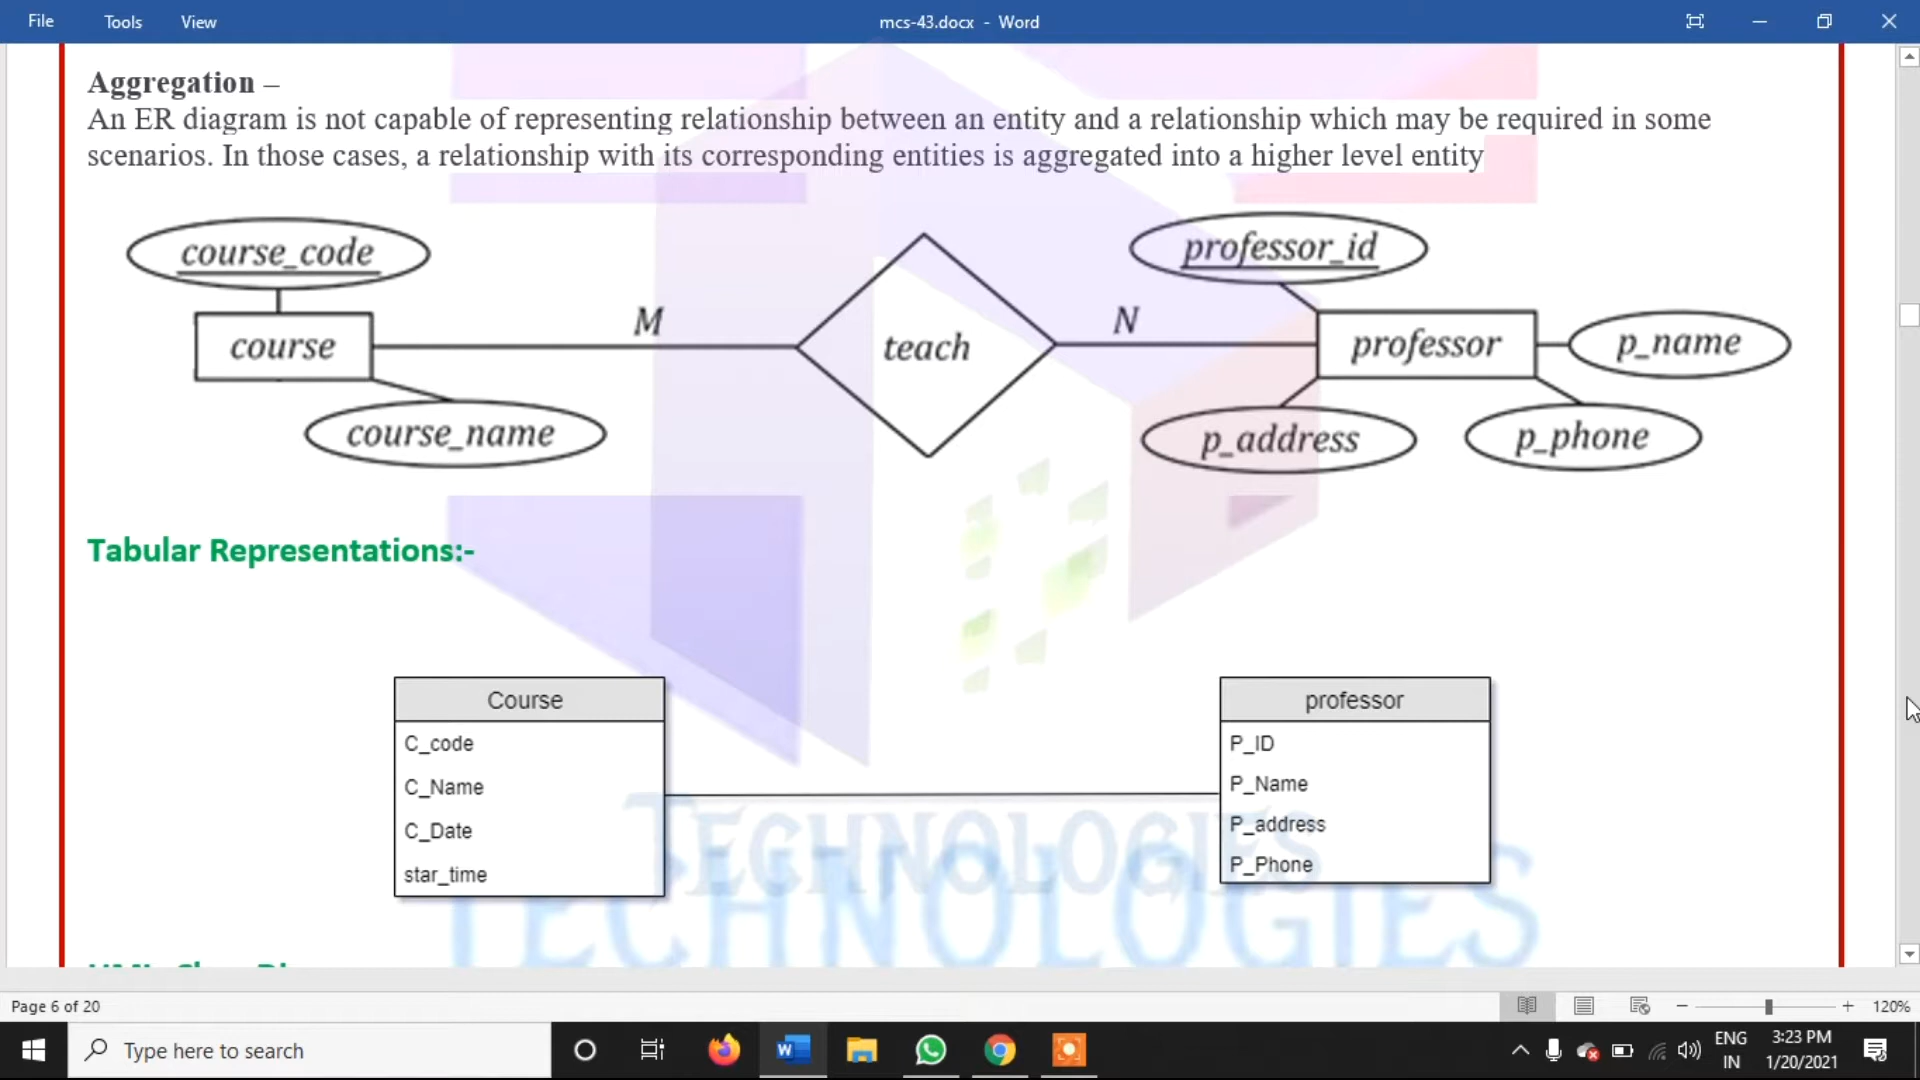 File Tools View mcs-43.docx - Word
Aggregation –
An ER diagram is not capable of representing relationship between an entity and a relationship which may be required in some
scenarios. In those cases, a relationship with its corresponding entities is aggregated into a higher level entity
course_code professor_id
M N
course teach professor p_name
course_name p_address p_phone
Tabular Representations:-
Course professor
C_code P_ID
C_Name P_Name
C_Date P_address
star_time P_Phone
TECHNOLOGIES
TECHNOLOGIES
Page 6 of 20 120%
Type here to search ENG 3:23 PM
IN 1/20/2021